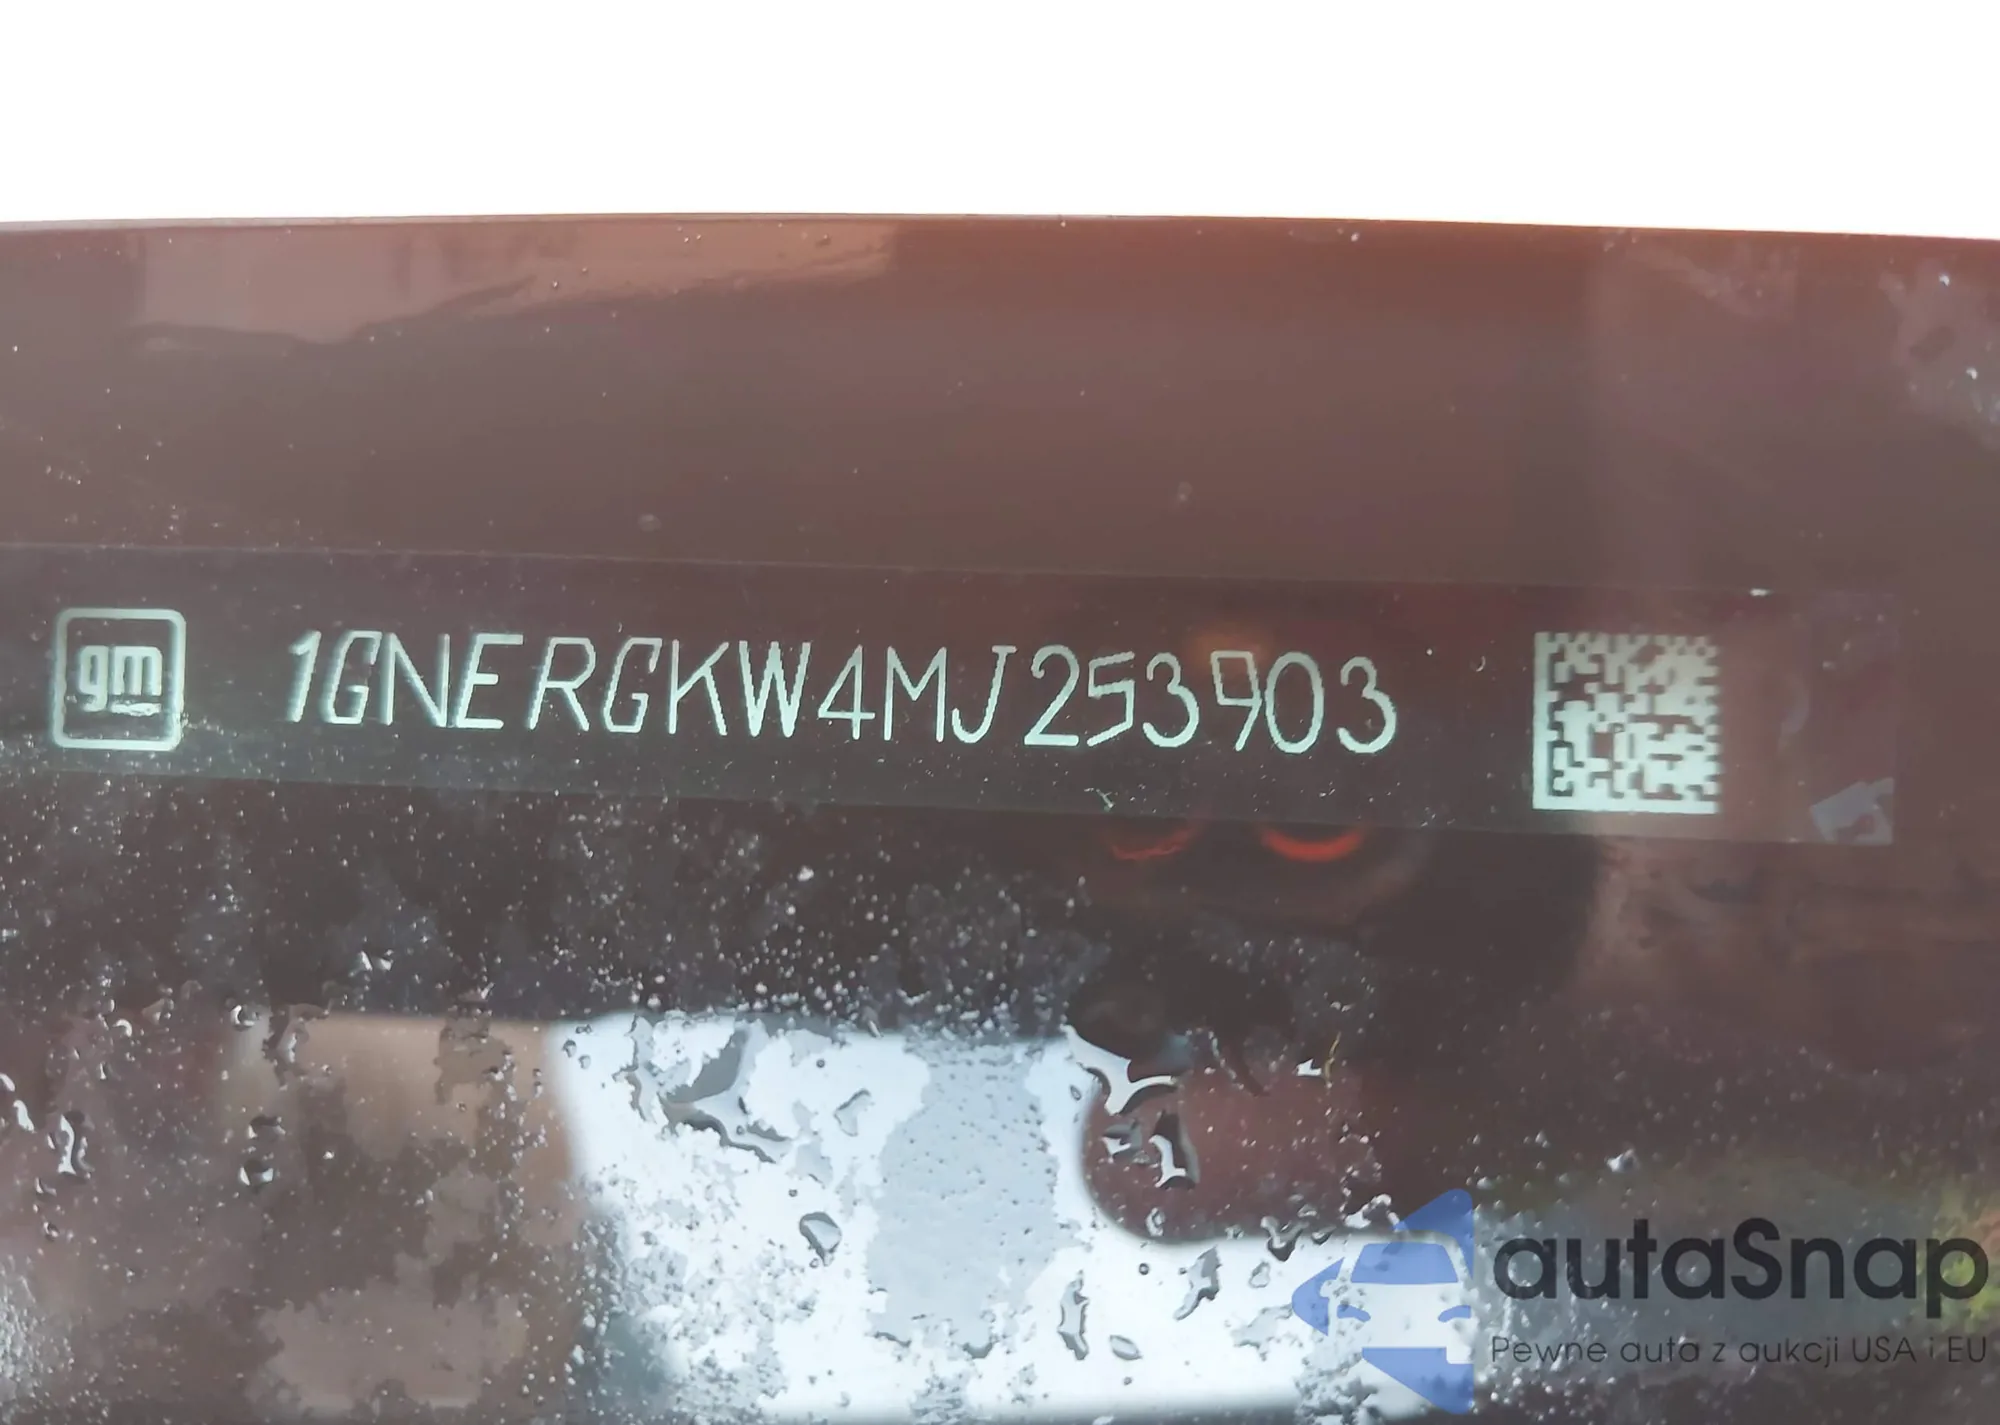 gm 1GNERGKW4MJ253903
autaSnap
Pewne auta z aukcji USA i EU